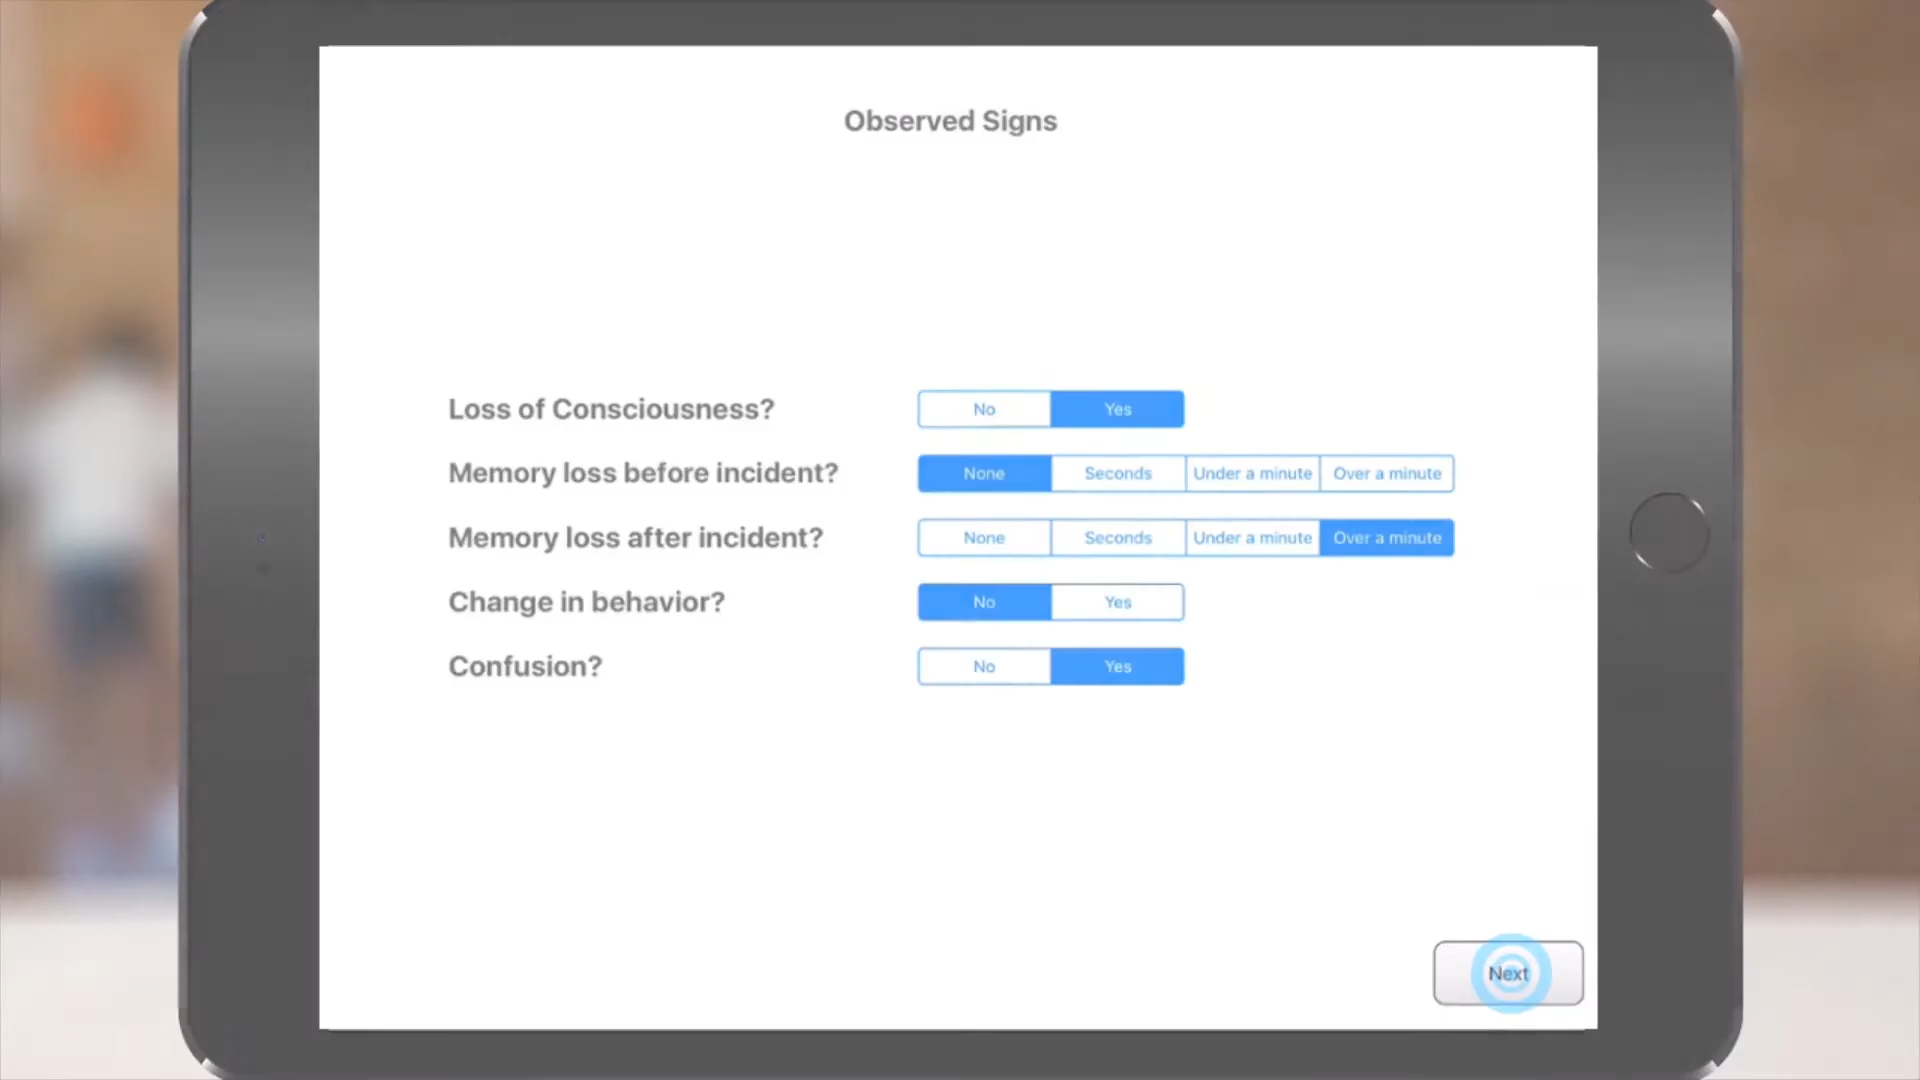 Observed Signs
Loss of Consciousness? No Yes
Memory loss before incident? None Seconds Under a minute Over a minute
Memory loss after incident? None Seconds Under a minute Over a minute
Change in behavior? No Yes
Confusion? No Yes
Next